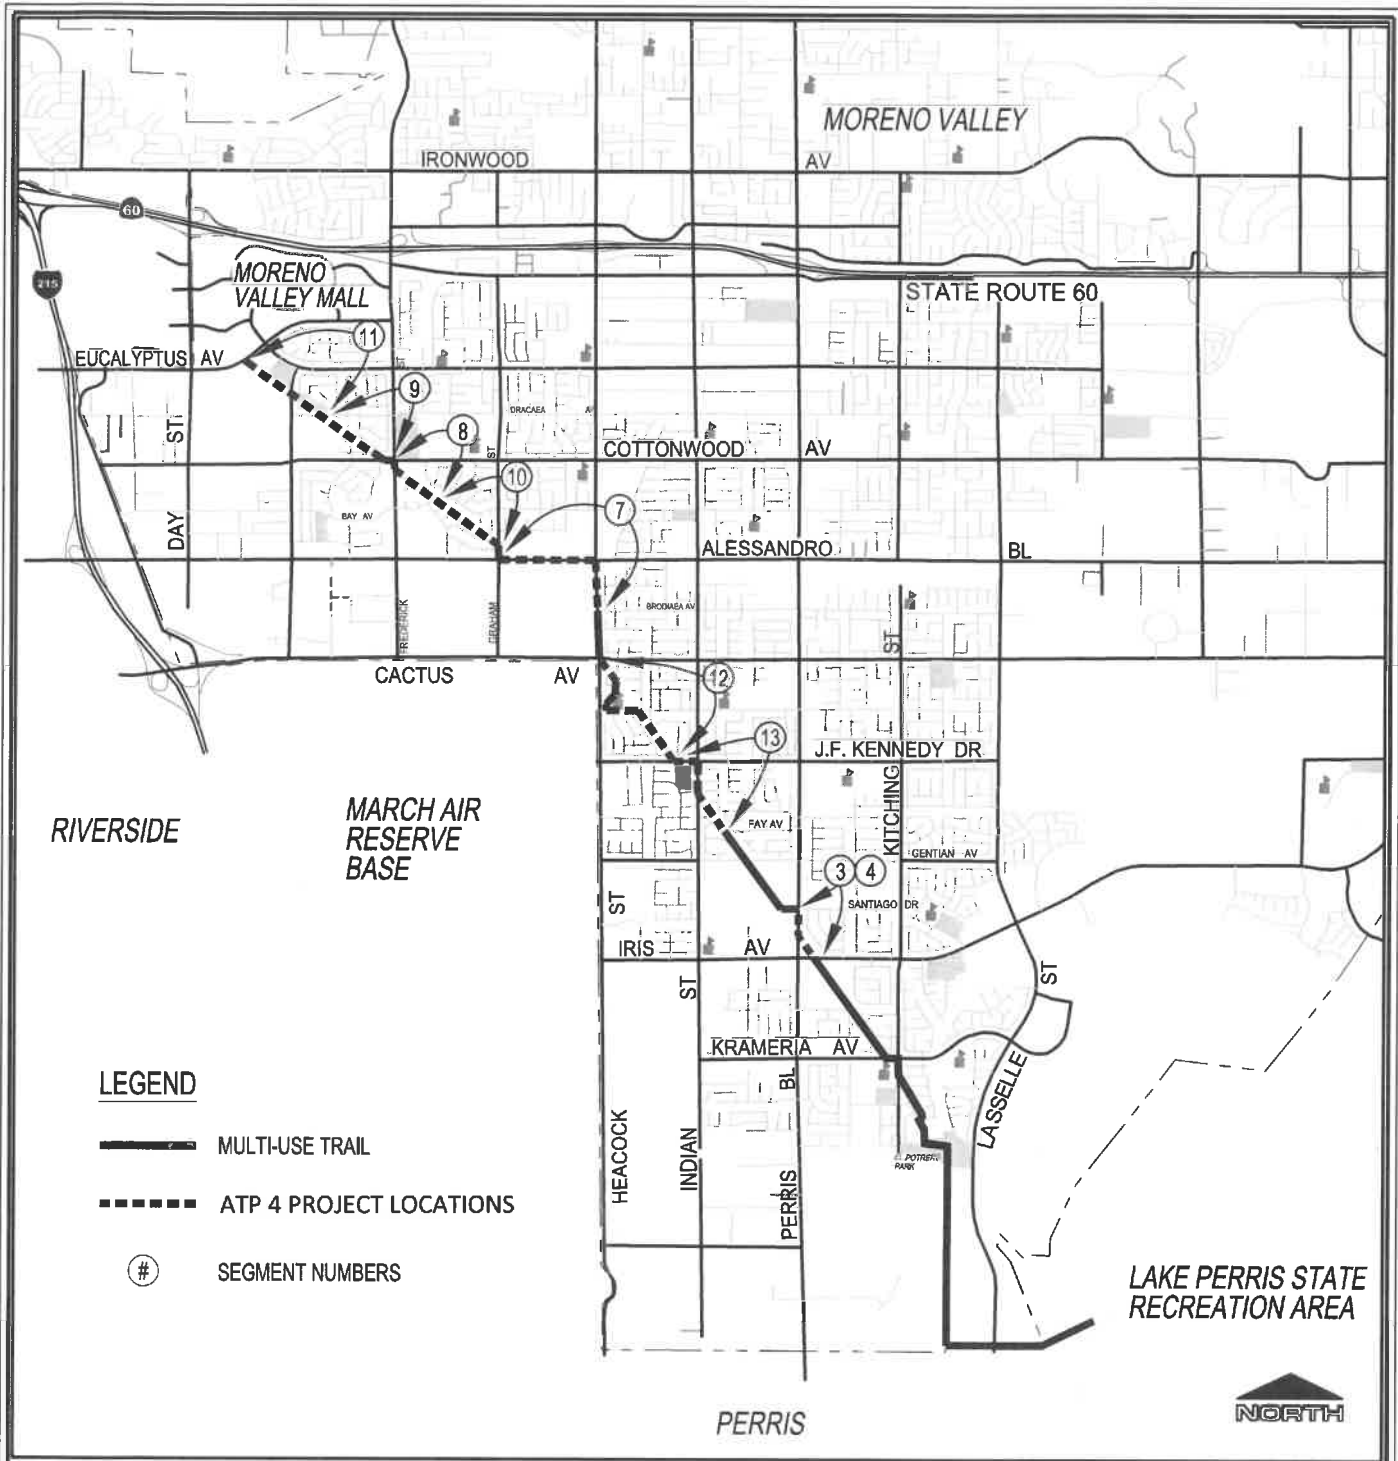 MORENO VALLEY
IRONWOOD AV
60
215
MORENO
VALLEY MALL
STATE ROUTE 60
11
ST
EUCALYPTUS AV
9
DRACAEA AV
ST
8
ST
COTTONWOOD AV
10
7
BAY AV
DAY
ALESSANDRO BL
FREDERICK
GRAHAM
BRODIAEA AV
ST
CACTUS AV
12
13
J.F. KENNEDY DR
RIVERSIDE
MARCH AIR
RESERVE
BASE
KITCHING
FAY AV
GENTIAN AV
3 4
ST
SANTIAGO DR
IRIS AV
ST
ST
KRAMERIA AV
BL
LASSELLE
LEGEND
MULTI-USE TRAIL
HEACOCK
INDIAN
PERRIS
POTRERO
PARK
ATP 4 PROJECT LOCATIONS
# SEGMENT NUMBERS
LAKE PERRIS STATE
RECREATION AREA
NORTH
PERRIS